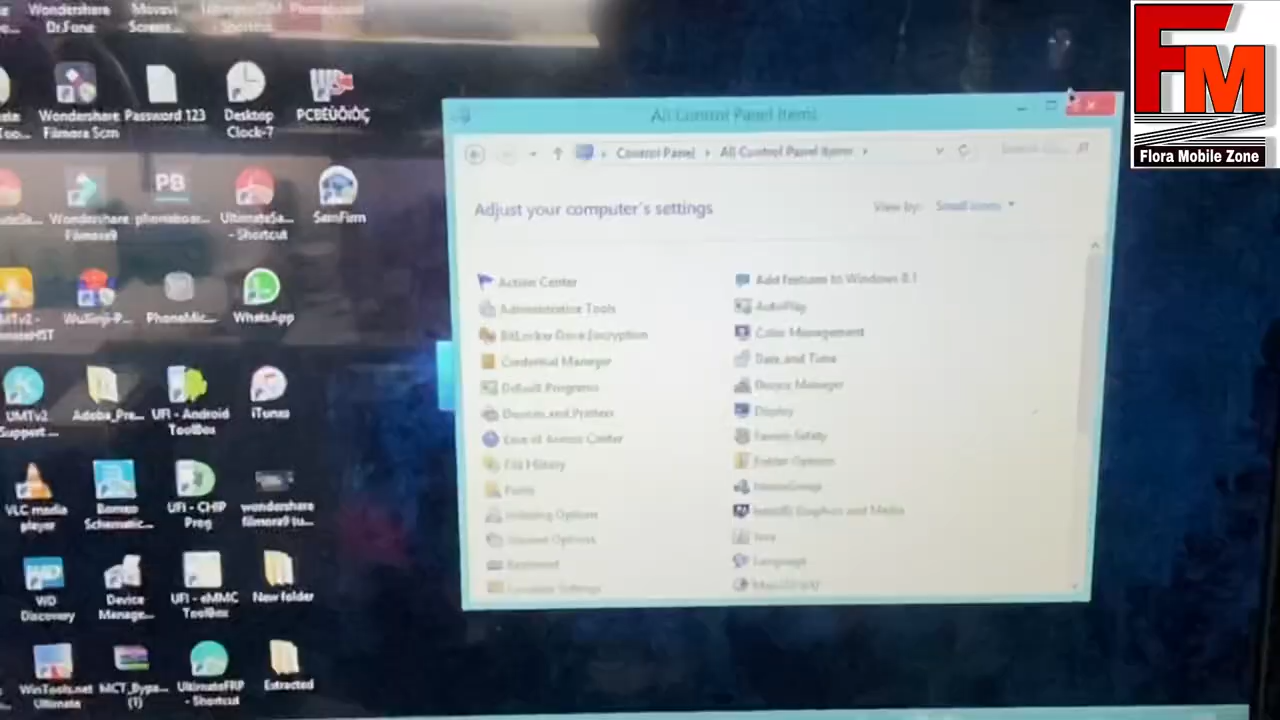 Wondershare
Dr.Fone
Movavi
Screen...
- Shortcut
Wondershare
Filmora Scrn
Password 123
Desktop
Clock-7
Wondershare
Filmora9
phoneboar...
UltimateSa...
- Shortcut
SamFirm
PhoneMic...
WhatsApp
UMTv2
Support ...
Adoba_Pre...
UFI - Android
ToolBox
iTunes
VLC media
player
Borneo
Schematic...
UFI - CHIP
Prog
wondershare
filmora9 (u...
WD
Discovery
Device
Manage...
UFI - eMMC
ToolBox
New folder
WinTools.net
Ultimate
MCT_Bypa...
(1)
UltimateFRP
- Shortcut
Extracted
PB
All Control Panel Items
Control Panel
All Control Panel Items
Adjust your computer's settings
View by:
Small icons
Action Center
Add features to Windows 8.1
Administrative Tools
AutoPlay
BitLocker Drive Encryption
Color Management
Credential Manager
Date and Time
Default Programs
Device Manager
Devices and Printers
Display
Ease of Access Center
Family Safety
File History
Folder Options
Fonts
HomeGroup
Indexing Options
Intel® Graphics and Media
Internet Options
Java
Keyboard
Language
Location Settings
FM
Flora Mobile Zone